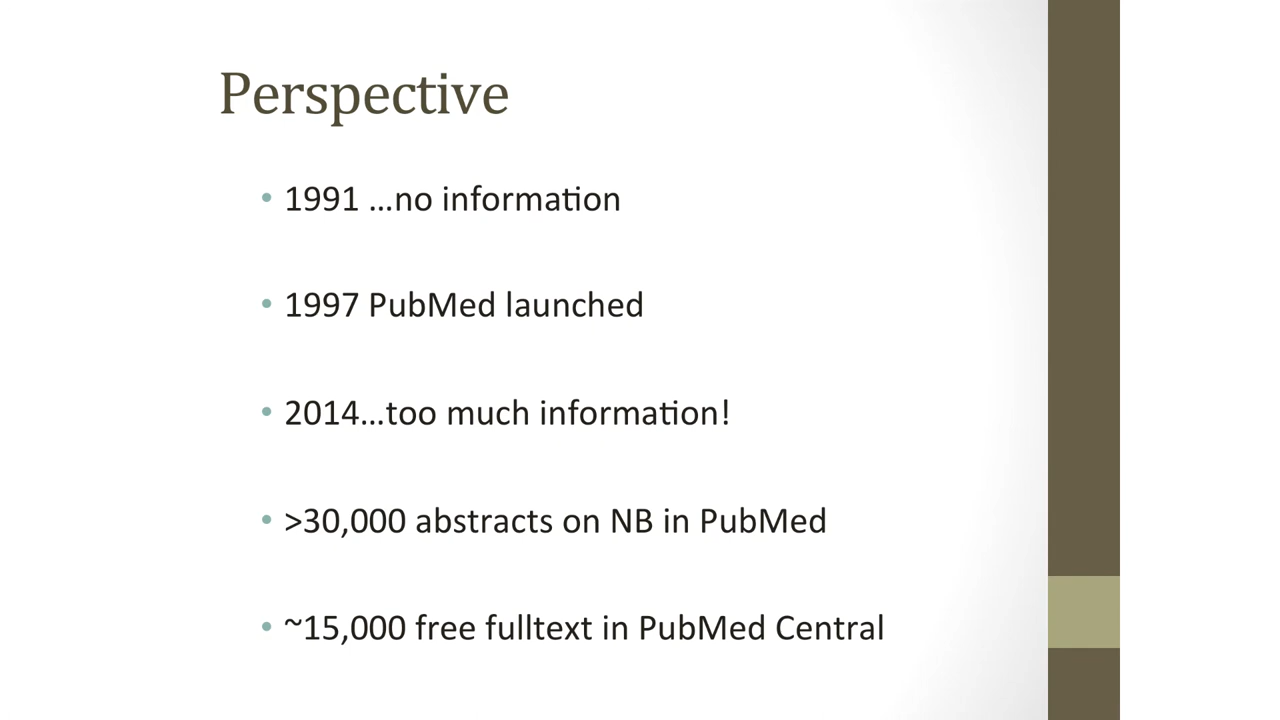 Perspective
• 1991 …no information
• 1997 PubMed launched
• 2014…too much information!
• >30,000 abstracts on NB in PubMed
• ~15,000 free fulltext in PubMed Central